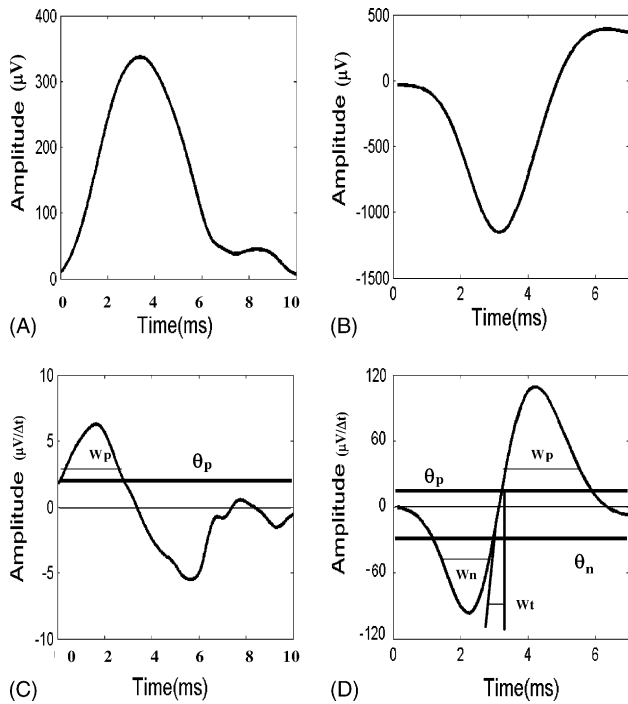 400
300
200
100
0
Amplitude (μV)
0 2 4 6 8 10
Time(ms)
(A)
500
0
-500
-1000
-1500
Amplitude (μV)
0 2 4 6
Time(ms)
(B)
10
5
0
-5
-10
Amplitude (μV/Δt)
Wp
θp
0 2 4 6 8 10
Time(ms)
(C)
120
60
0
-60
-120
Amplitude (μV/Δt)
Wp
θp
θn
Wn
Wt
0 2 4 6
Time(ms)
(D)